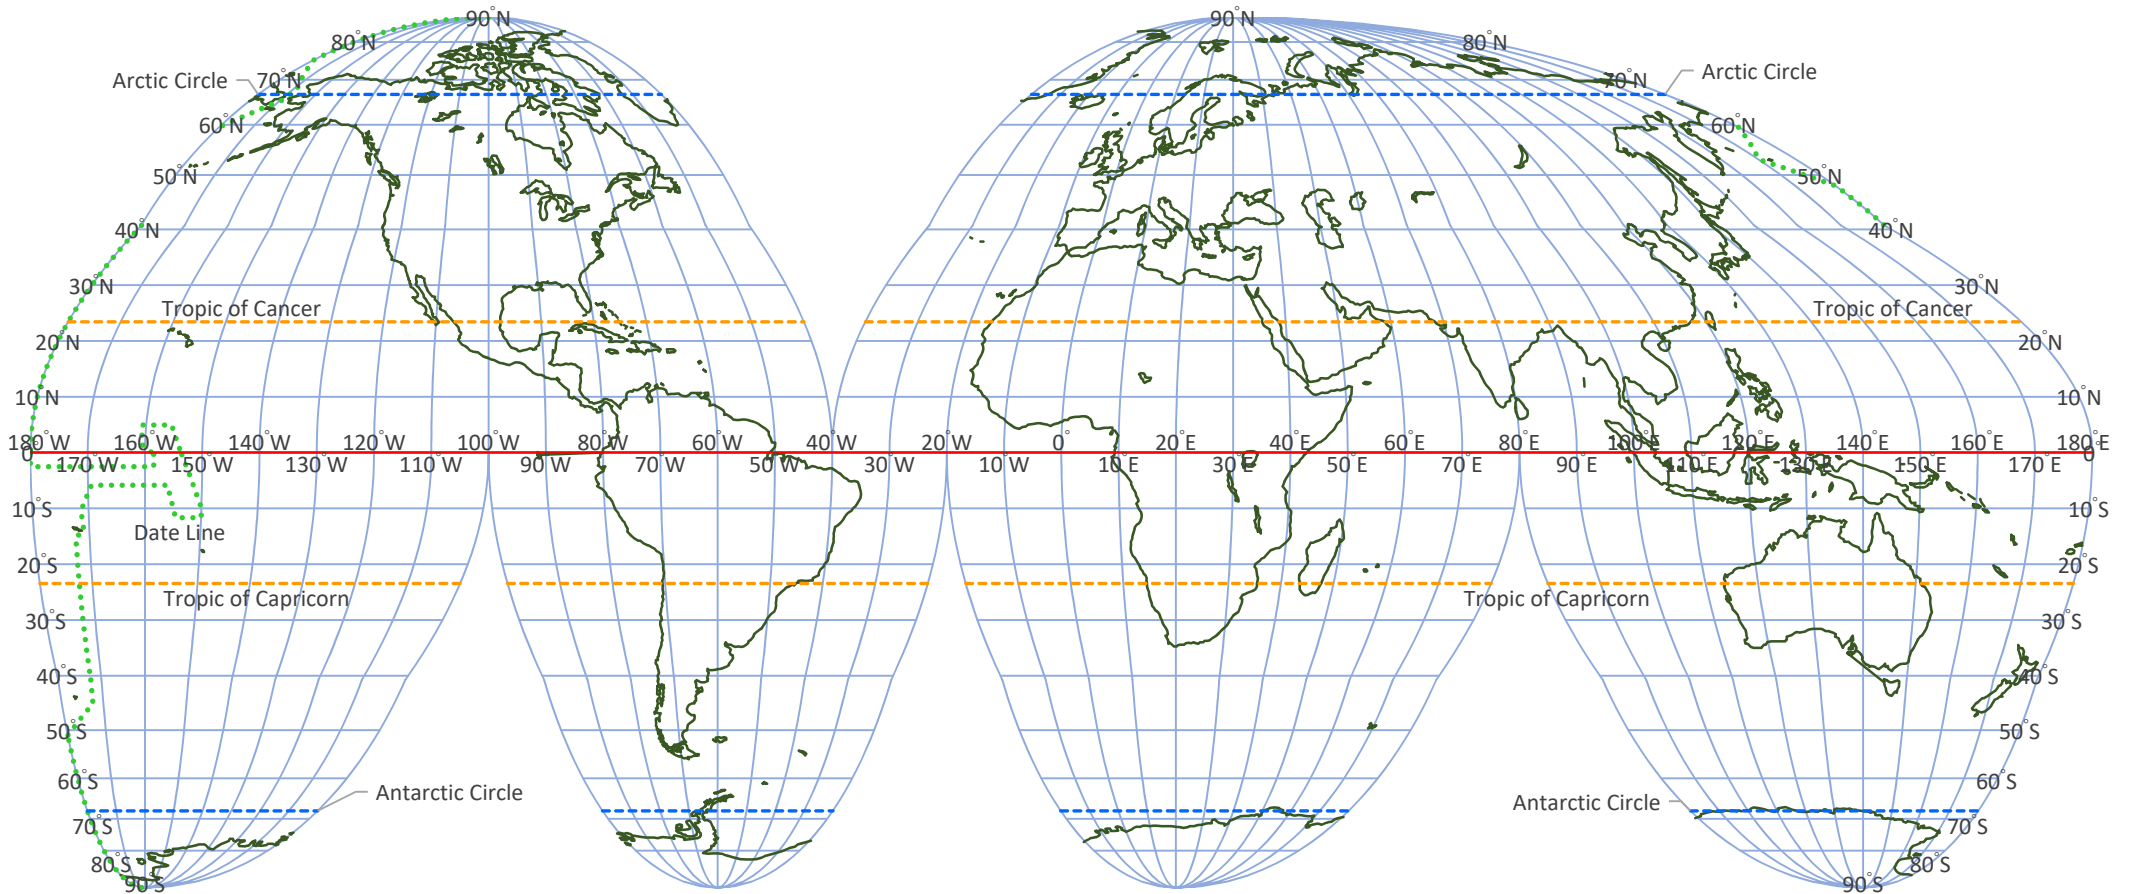 90°N 90°N
80°N 80°N
Arctic Circle 70°N 70°N Arctic Circle
60°N 60°N
50°N 50°N
40°N 40°N
30°N 30°N
Tropic of Cancer Tropic of Cancer
20°N 20°N
10°N 10°N
180°W 160°W 140°W 120°W 100°W 80°W 60°W 40°W 20°W 0° 20°E 40°E 60°E 80°E 100°E 120°E 140°E 160°E 180°E
0° 0°
170°W 150°W 130°W 110°W 90°W 70°W 50°W 30°W 10°W 10°E 30°E 50°E 70°E 90°E 110°E 130°E 150°E 170°E
10°S 10°S
Date Line
20°S 20°S
Tropic of Capricorn Tropic of Capricorn
30°S 30°S
40°S 40°S
50°S 50°S
60°S 60°S
Antarctic Circle Antarctic Circle
70°S 70°S
80°S 80°S
90°S 90°S